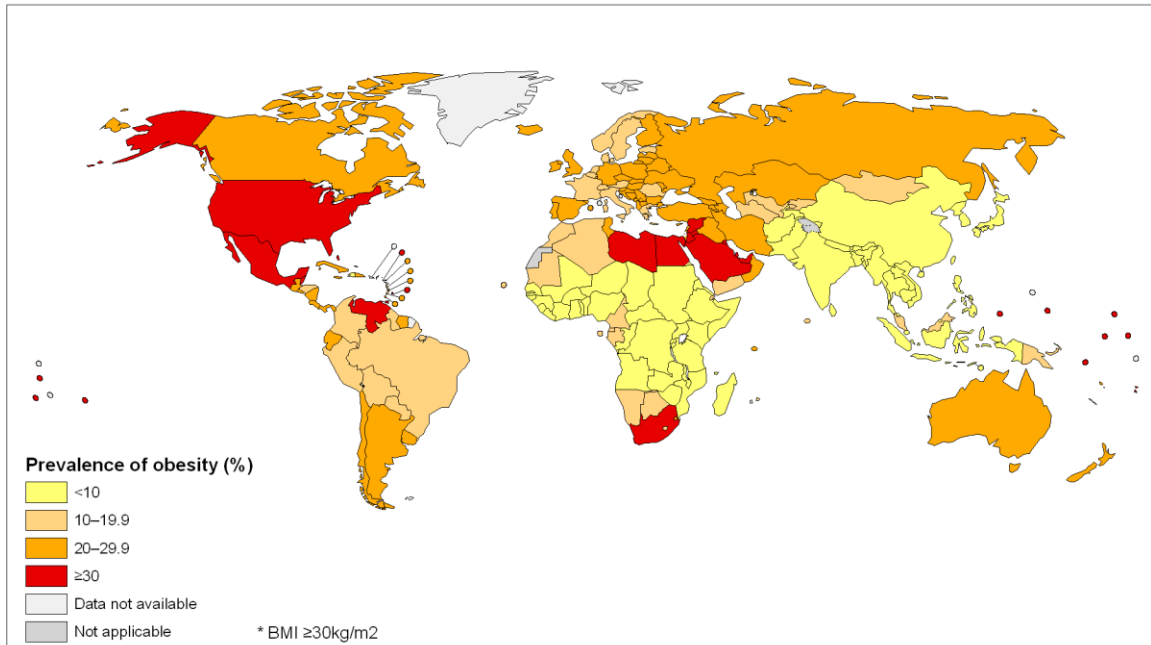 Prevalence of obesity (%)
<10
10–19.9
20–29.9
≥30
Data not available
Not applicable
* BMI ≥30kg/m2